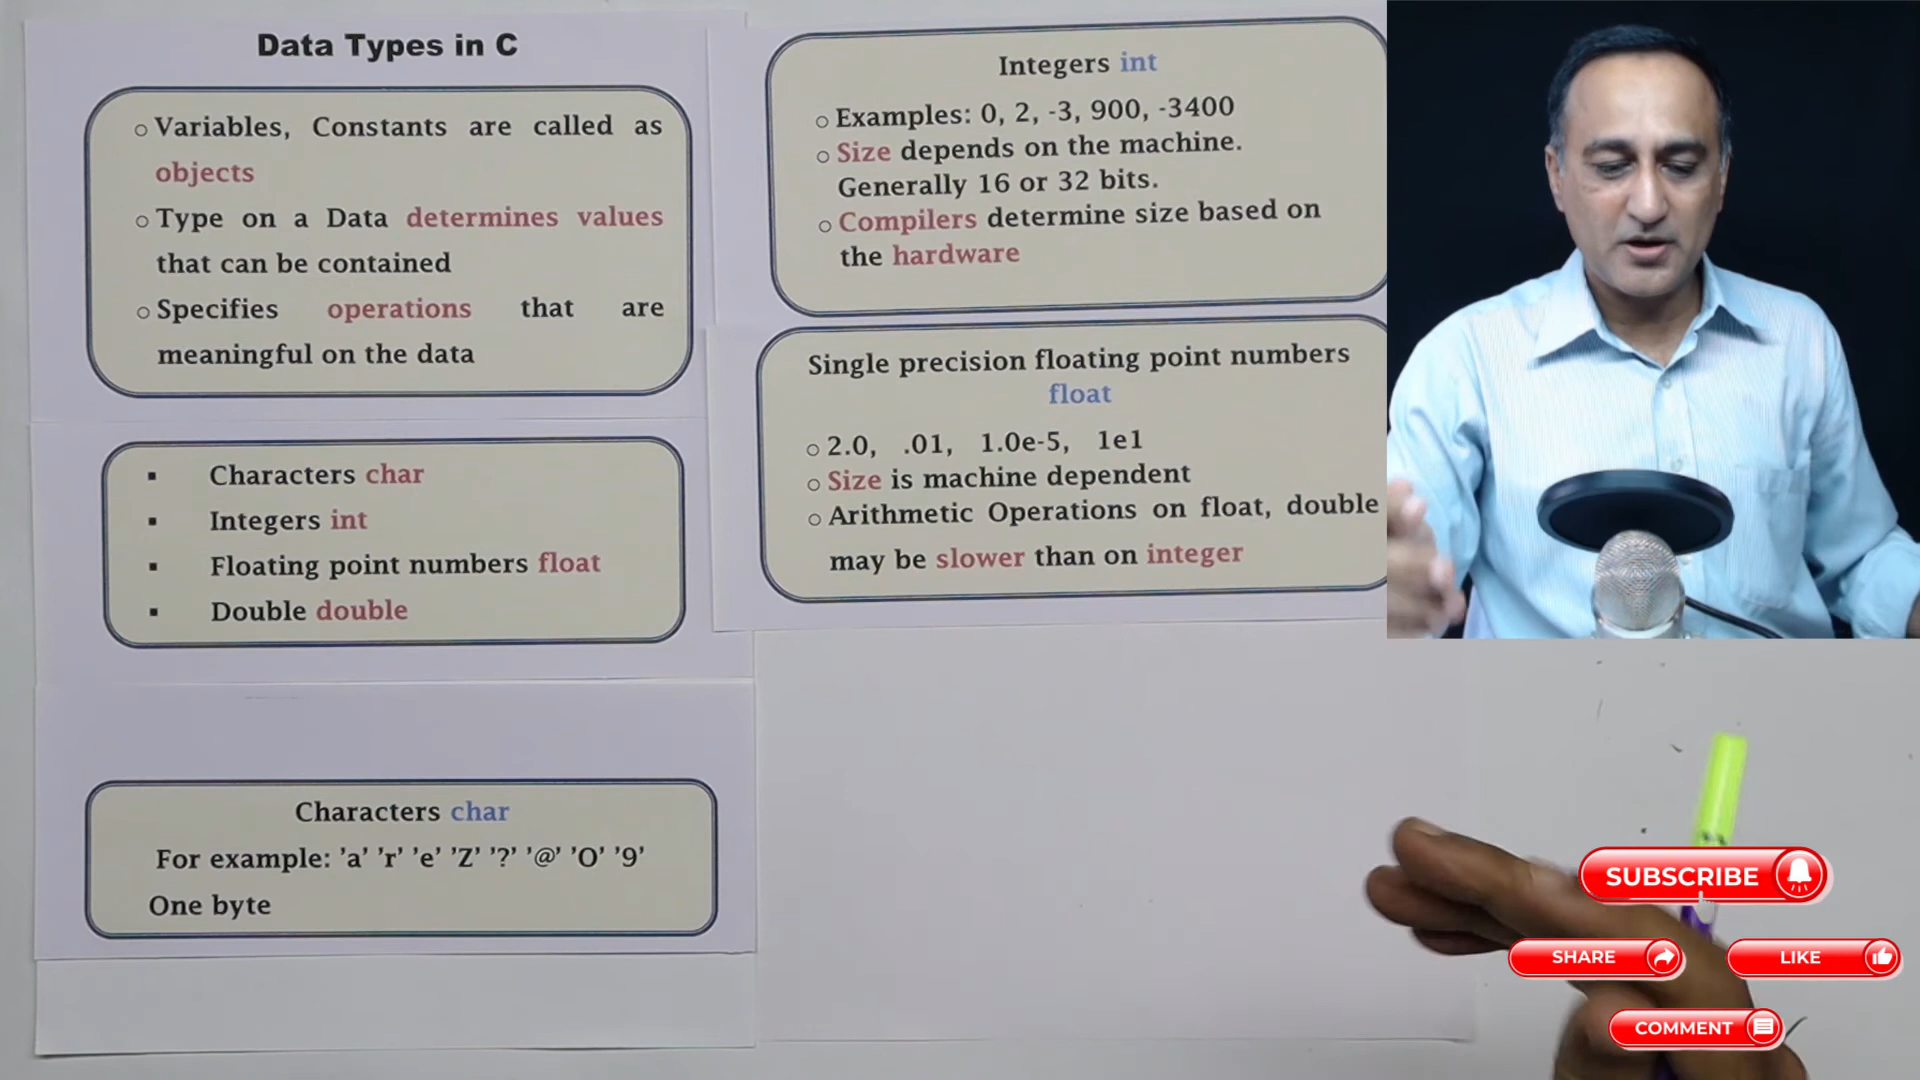 Data Types in C
○ Variables, Constants are called as
objects
○ Type on a Data determines values
that can be contained
○ Specifies operations that are
meaningful on the data
▪ Characters char
▪ Integers int
▪ Floating point numbers float
▪ Double double
Characters char
For example: ’a’ ’r’ ’e’ ’Z’ ’?’ ’@’ ’O’ ’9’
One byte
Integers int
○ Examples: 0, 2, -3, 900, -3400
○ Size depends on the machine.
Generally 16 or 32 bits.
○ Compilers determine size based on
the hardware
Single precision floating point numbers
float
○ 2.0, .01, 1.0e-5, 1e1
○ Size is machine dependent
○ Arithmetic Operations on float, double
may be slower than on integer
SUBSCRIBE
SHARE
LIKE
COMMENT